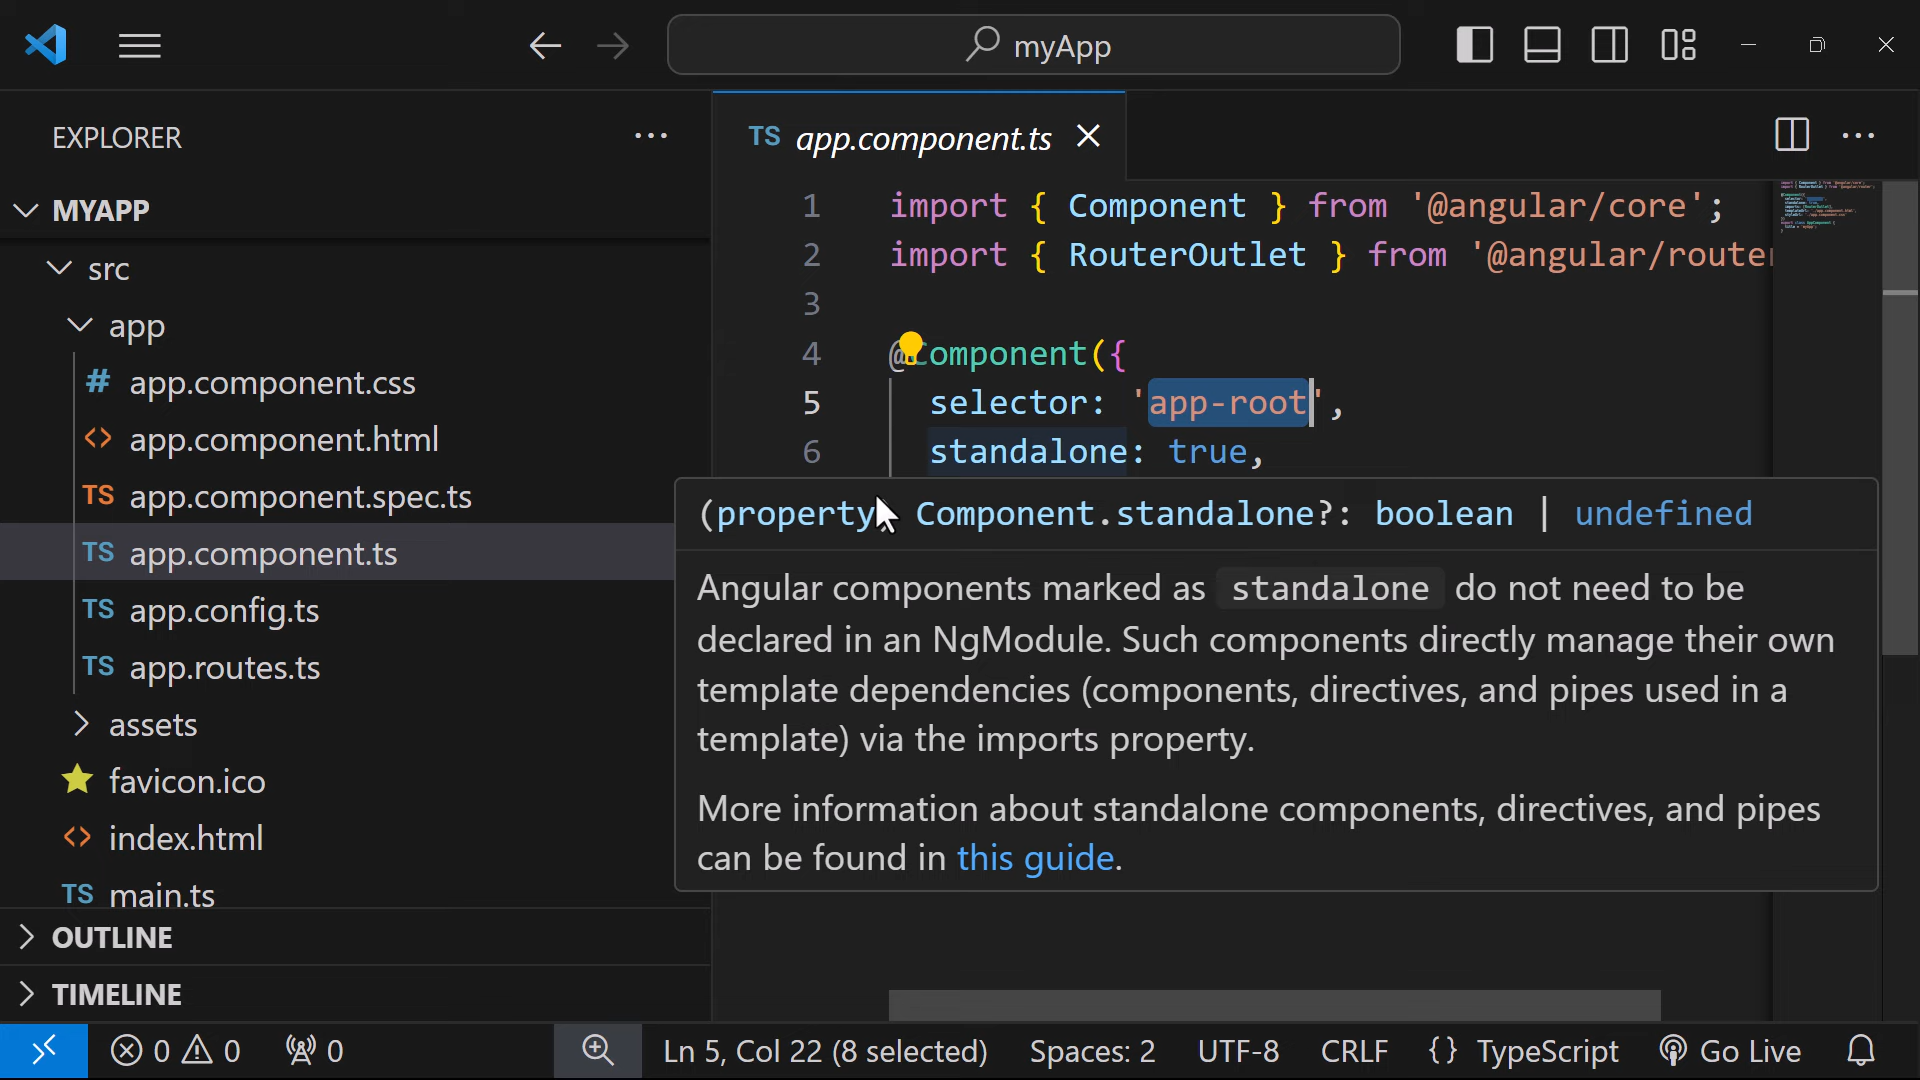 myApp
EXPLORER
MYAPP
src
app
# app.component.css
<> app.component.html
TS app.component.spec.ts
TS app.component.ts
TS app.config.ts
TS app.routes.ts
assets
favicon.ico
<> index.html
TS main.ts
OUTLINE
TIMELINE
TS app.component.ts
1 import { Component } from '@angular/core';
2 import { RouterOutlet } from '@angular/router
3
4 @Component({
5 selector: 'app-root',
6 standalone: true,
(property) Component.standalone?: boolean | undefined
Angular components marked as standalone do not need to be
declared in an NgModule. Such components directly manage their own
template dependencies (components, directives, and pipes used in a
template) via the imports property.
More information about standalone components, directives, and pipes
can be found in this guide.
0 0 0 Ln 5, Col 22 (8 selected) Spaces: 2 UTF-8 CRLF {} TypeScript Go Live